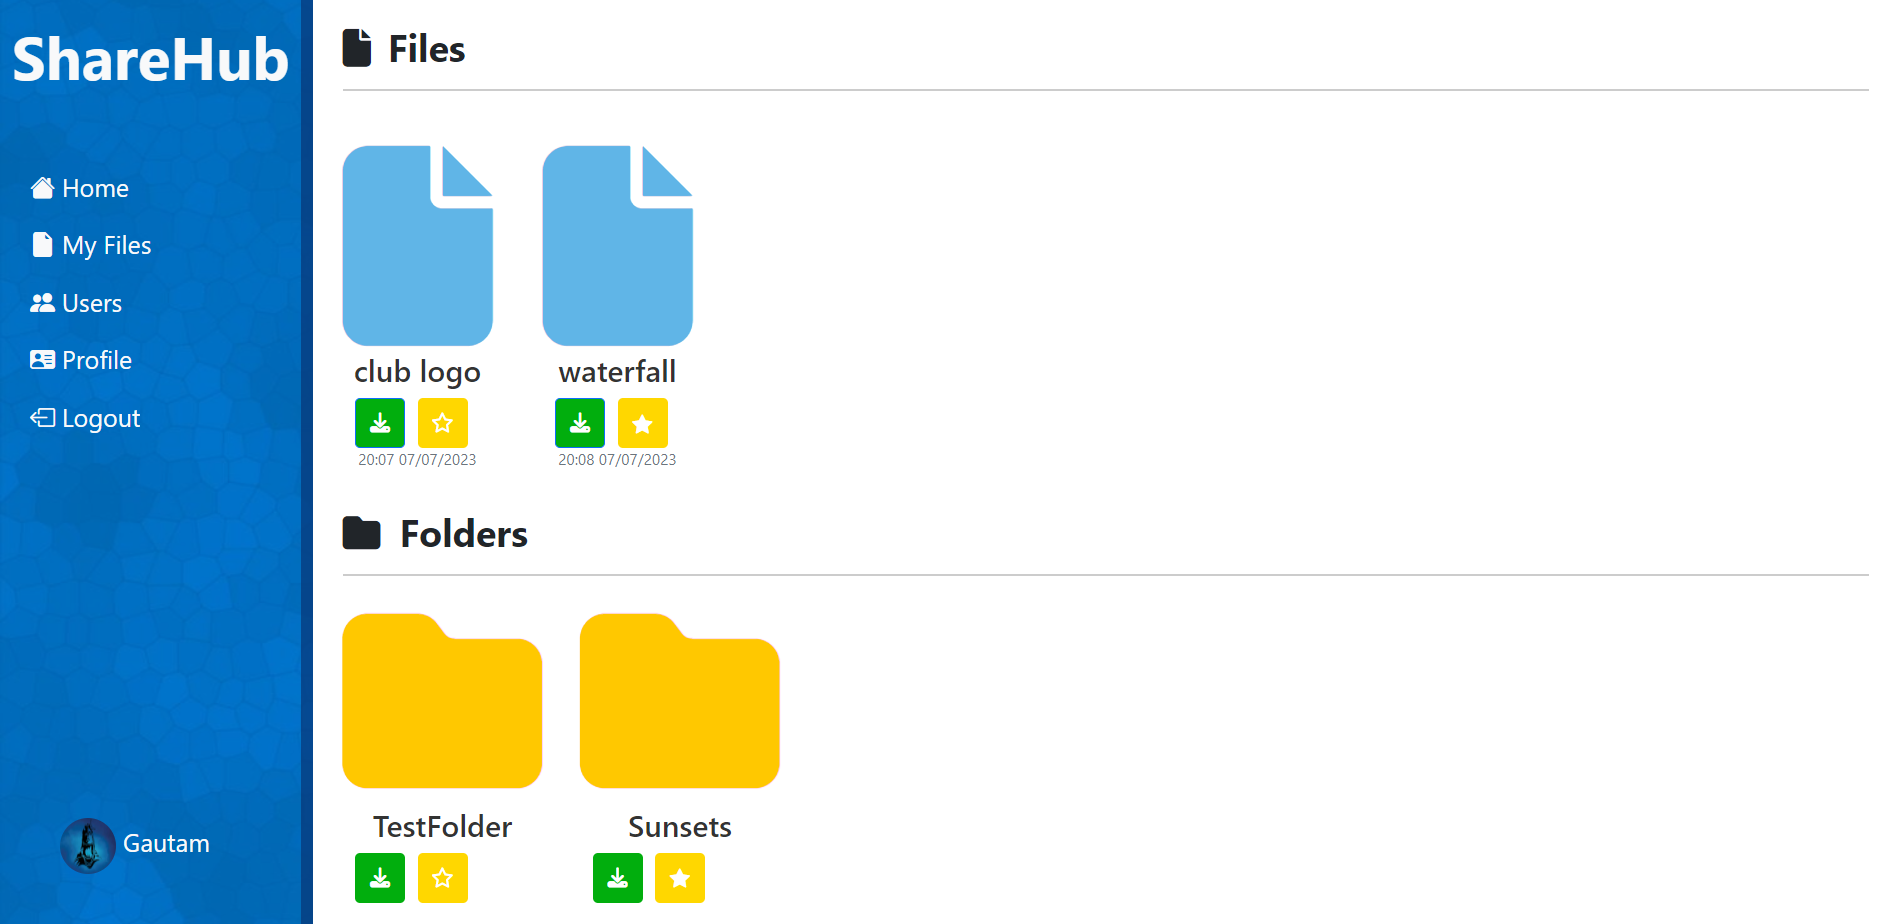 ShareHub
Home
My Files
Users
Profile
Logout
Gautam
Files
club logo
20:07 07/07/2023
waterfall
20:08 07/07/2023
Folders
TestFolder
Sunsets